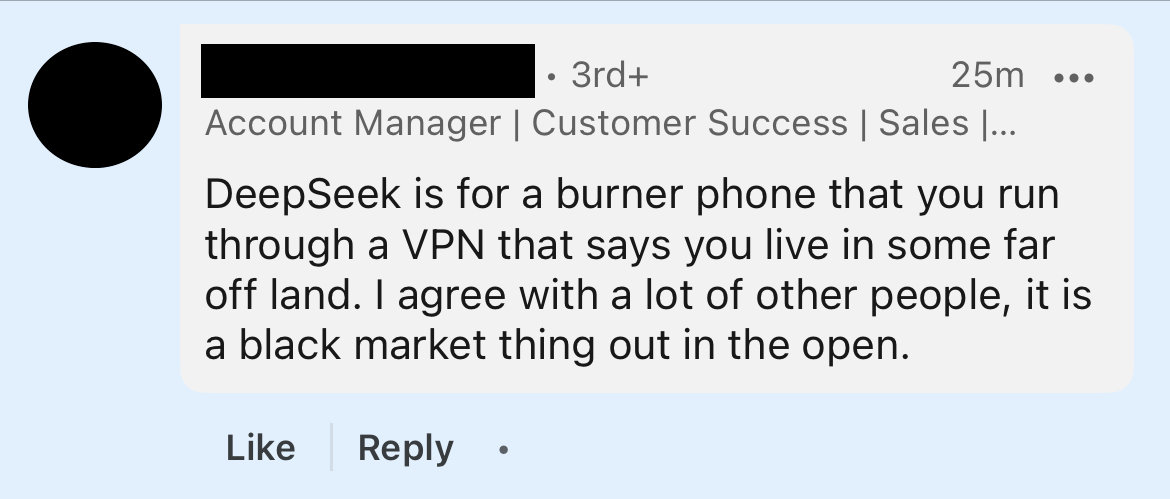 • 3rd+ 25m •••
Account Manager | Customer Success | Sales |...
DeepSeek is for a burner phone that you run
through a VPN that says you live in some far
off land. I agree with a lot of other people, it is
a black market thing out in the open.
Like | Reply •